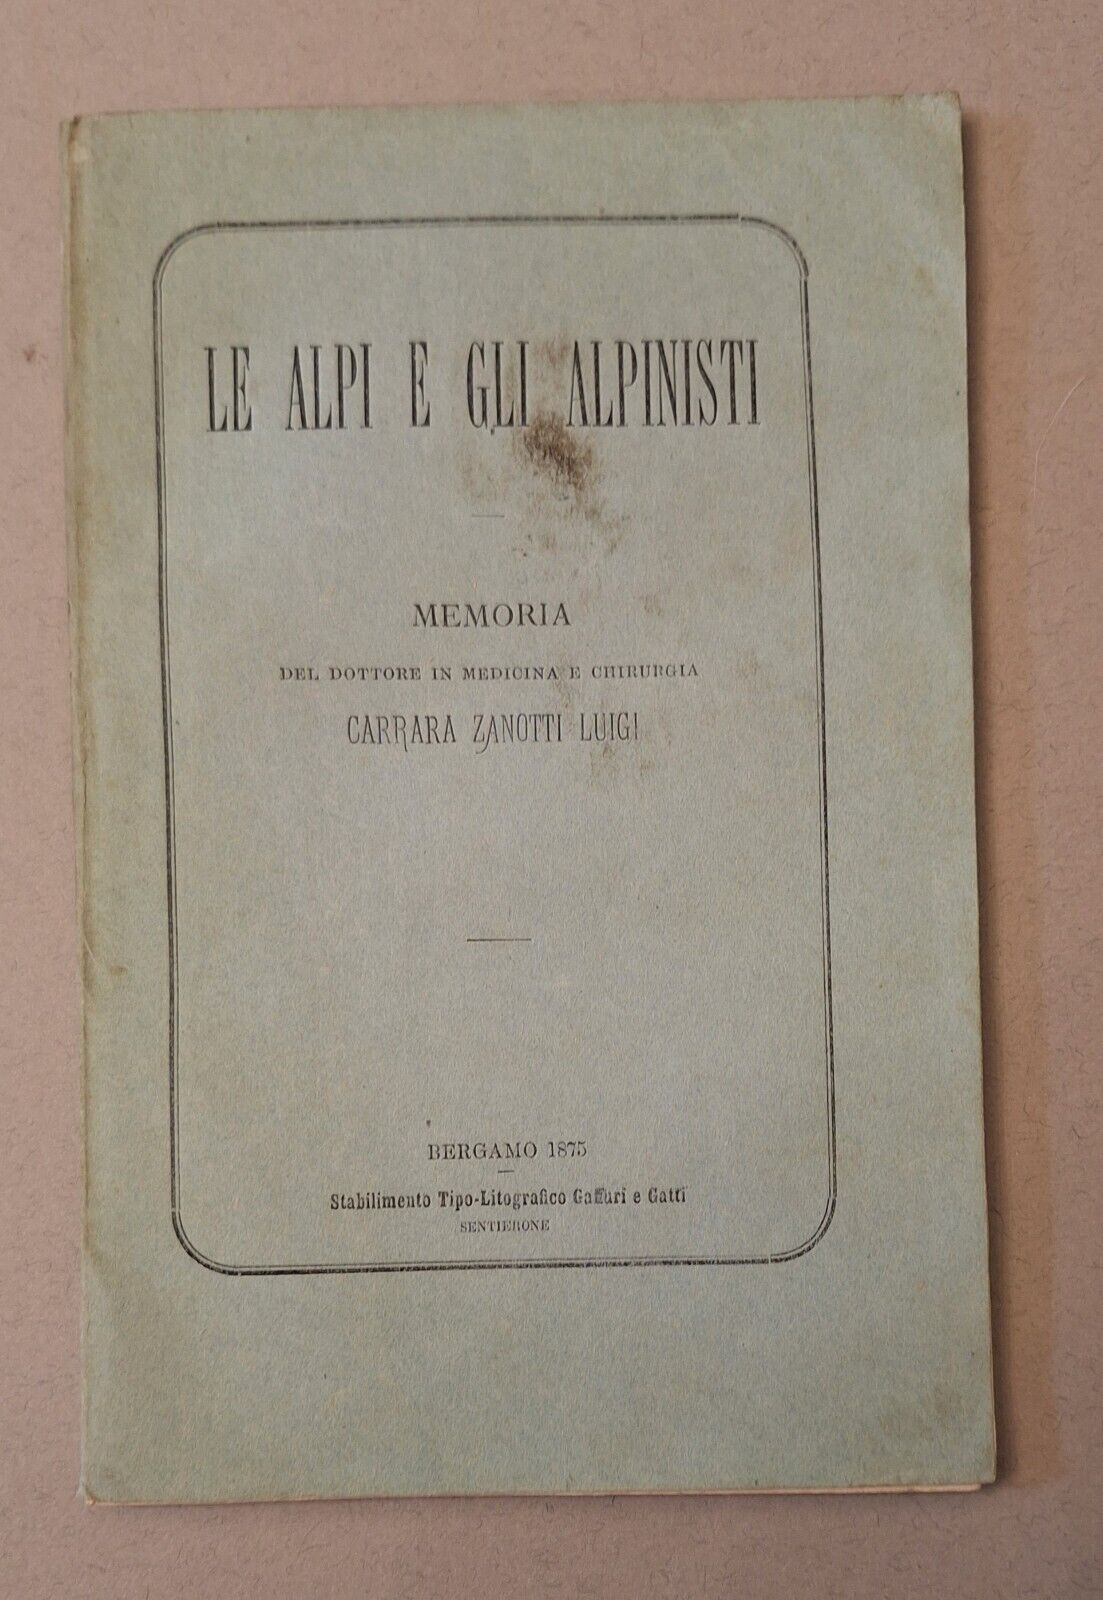 LE ALPI E GLI ALPINISTI
MEMORIA
DEL DOTTORE IN MEDICINA E CHIRURGIA
CARRARA ZANOTTI LUIGI
BERGAMO 1875
Stabilimento Tipo-Litografico Gaffuri e Gatti
SENTIERONE